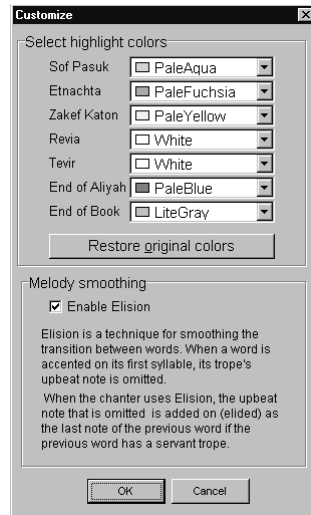 Customize
Select highlight colors
Sof Pasuk PaleAqua
Etnachta PaleFuchsia
Zakef Katon PaleYellow
Revia White
Tevir White
End of Aliyah PaleBlue
End of Book LiteGray
Restore original colors
Melody smoothing
Enable Elision
Elision is a technique for smoothing the
transition between words. When a word is
accented on its first syllable, its trope's
upbeat note is omitted.
When the chanter uses Elision, the upbeat
note that is omitted is added on (elided) as
the last note of the previous word if the
previous word has a servant trope.
OK Cancel